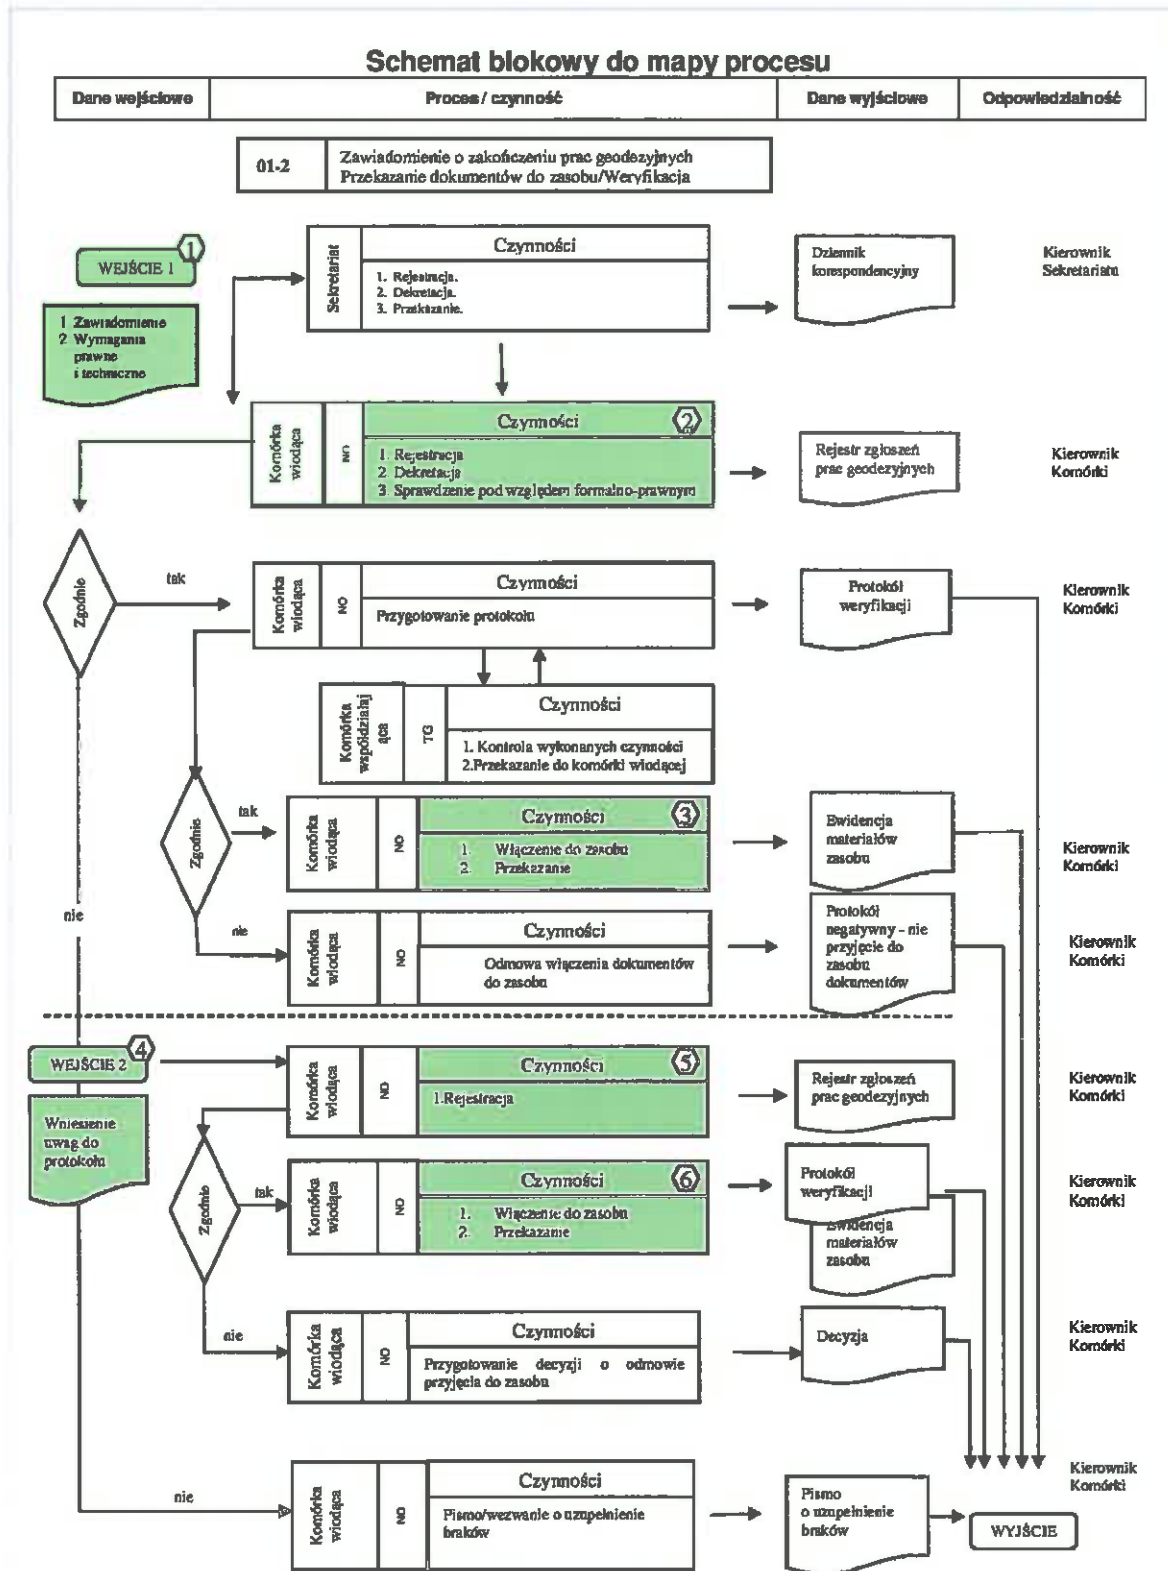 Schemat blokowy do mapy procesu
Dane wejściowe
Proces / czynność
Dane wyjściowe
Odpowiedzialność
01-2
Zawiadomienie o zakończeniu prac geodezyjnych
Przekazanie dokumentów do zasobu/Weryfikacja
WEJŚCIE 1
1
1 Zawiadomienie
2 Wymagania
prawne
i techniczne
Sekretariat
Czynności
1. Rejestracja.
2. Dekretacja.
3. Przekazanie.
Dziennik
korespondencyjny
Kierownik
Sekretariatu
Komórka
wiodąca
NO
Czynności
2
1. Rejestracja
2 Dekretacja
3 Sprawdzenie pod względem formalno-prawnym
Rejestr zgłoszeń
prac geodezyjnych
Kierownik
Komórki
Zgodnie
tak
Komórka
wiodąca
NO
Czynności
Przygotowanie protokołu
Protokół
weryfikacji
Kierownik
Komórki
Komórka
współdziałaj
ąca
TG
Czynności
1. Kontrola wykonanych czynności
2.Przekazanie do komórki wiodącej
Zgodnie
tak
Komórka
wiodąca
NO
Czynności
3
1. Włączenie do zasobu
2. Przekazanie
Ewidencja
materiałów
zasobu
Kierownik
Komórki
nie
nie
Komórka
wiodąca
NO
Czynności
Odmowa włączenia dokumentów
do zasobu
Protokół
negatywny - nie
przyjęcie do
zasobu
dokumentów
Kierownik
Komórki
WEJŚCIE 2
4
Wniesienie
uwag do
protokołu
Komórka
wiodąca
NO
Czynności
5
1.Rejestracja
Rejestr zgłoszeń
prac geodezyjnych
Kierownik
Komórki
Zgodnie
tak
Komórka
wiodąca
NO
Czynności
6
1. Włączenie do zasobu
2. Przekazanie
Protokół
weryfikacji
Ewidencja
materiałów
zasobu
Kierownik
Komórki
nie
Komórka
wiodąca
NO
Czynności
Przygotowanie decyzji o odmowie
przyjęcia do zasobu
Decyzja
Kierownik
Komórki
nie
Komórka
wiodąca
NO
Czynności
Pismo/wezwanie o uzupełnienie
braków
Pismo
o uzupełnienie
braków
Kierownik
Komórki
WYJŚCIE